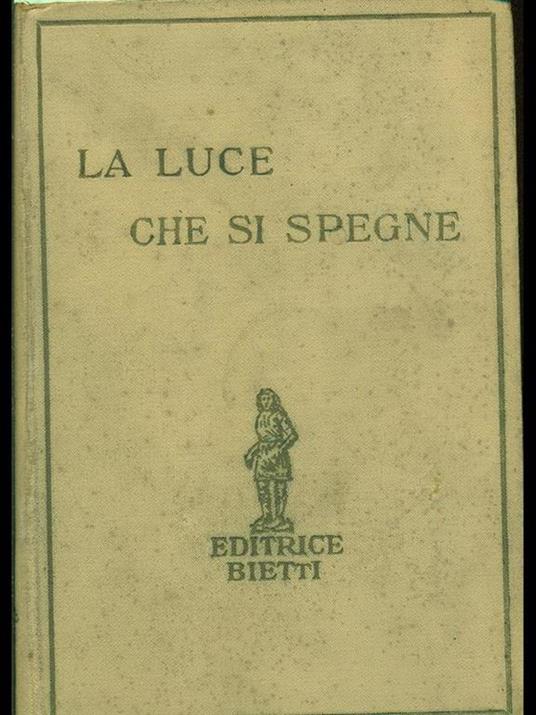 LA LUCE
CHE SI SPEGNE
EDITRICE
BIETTI